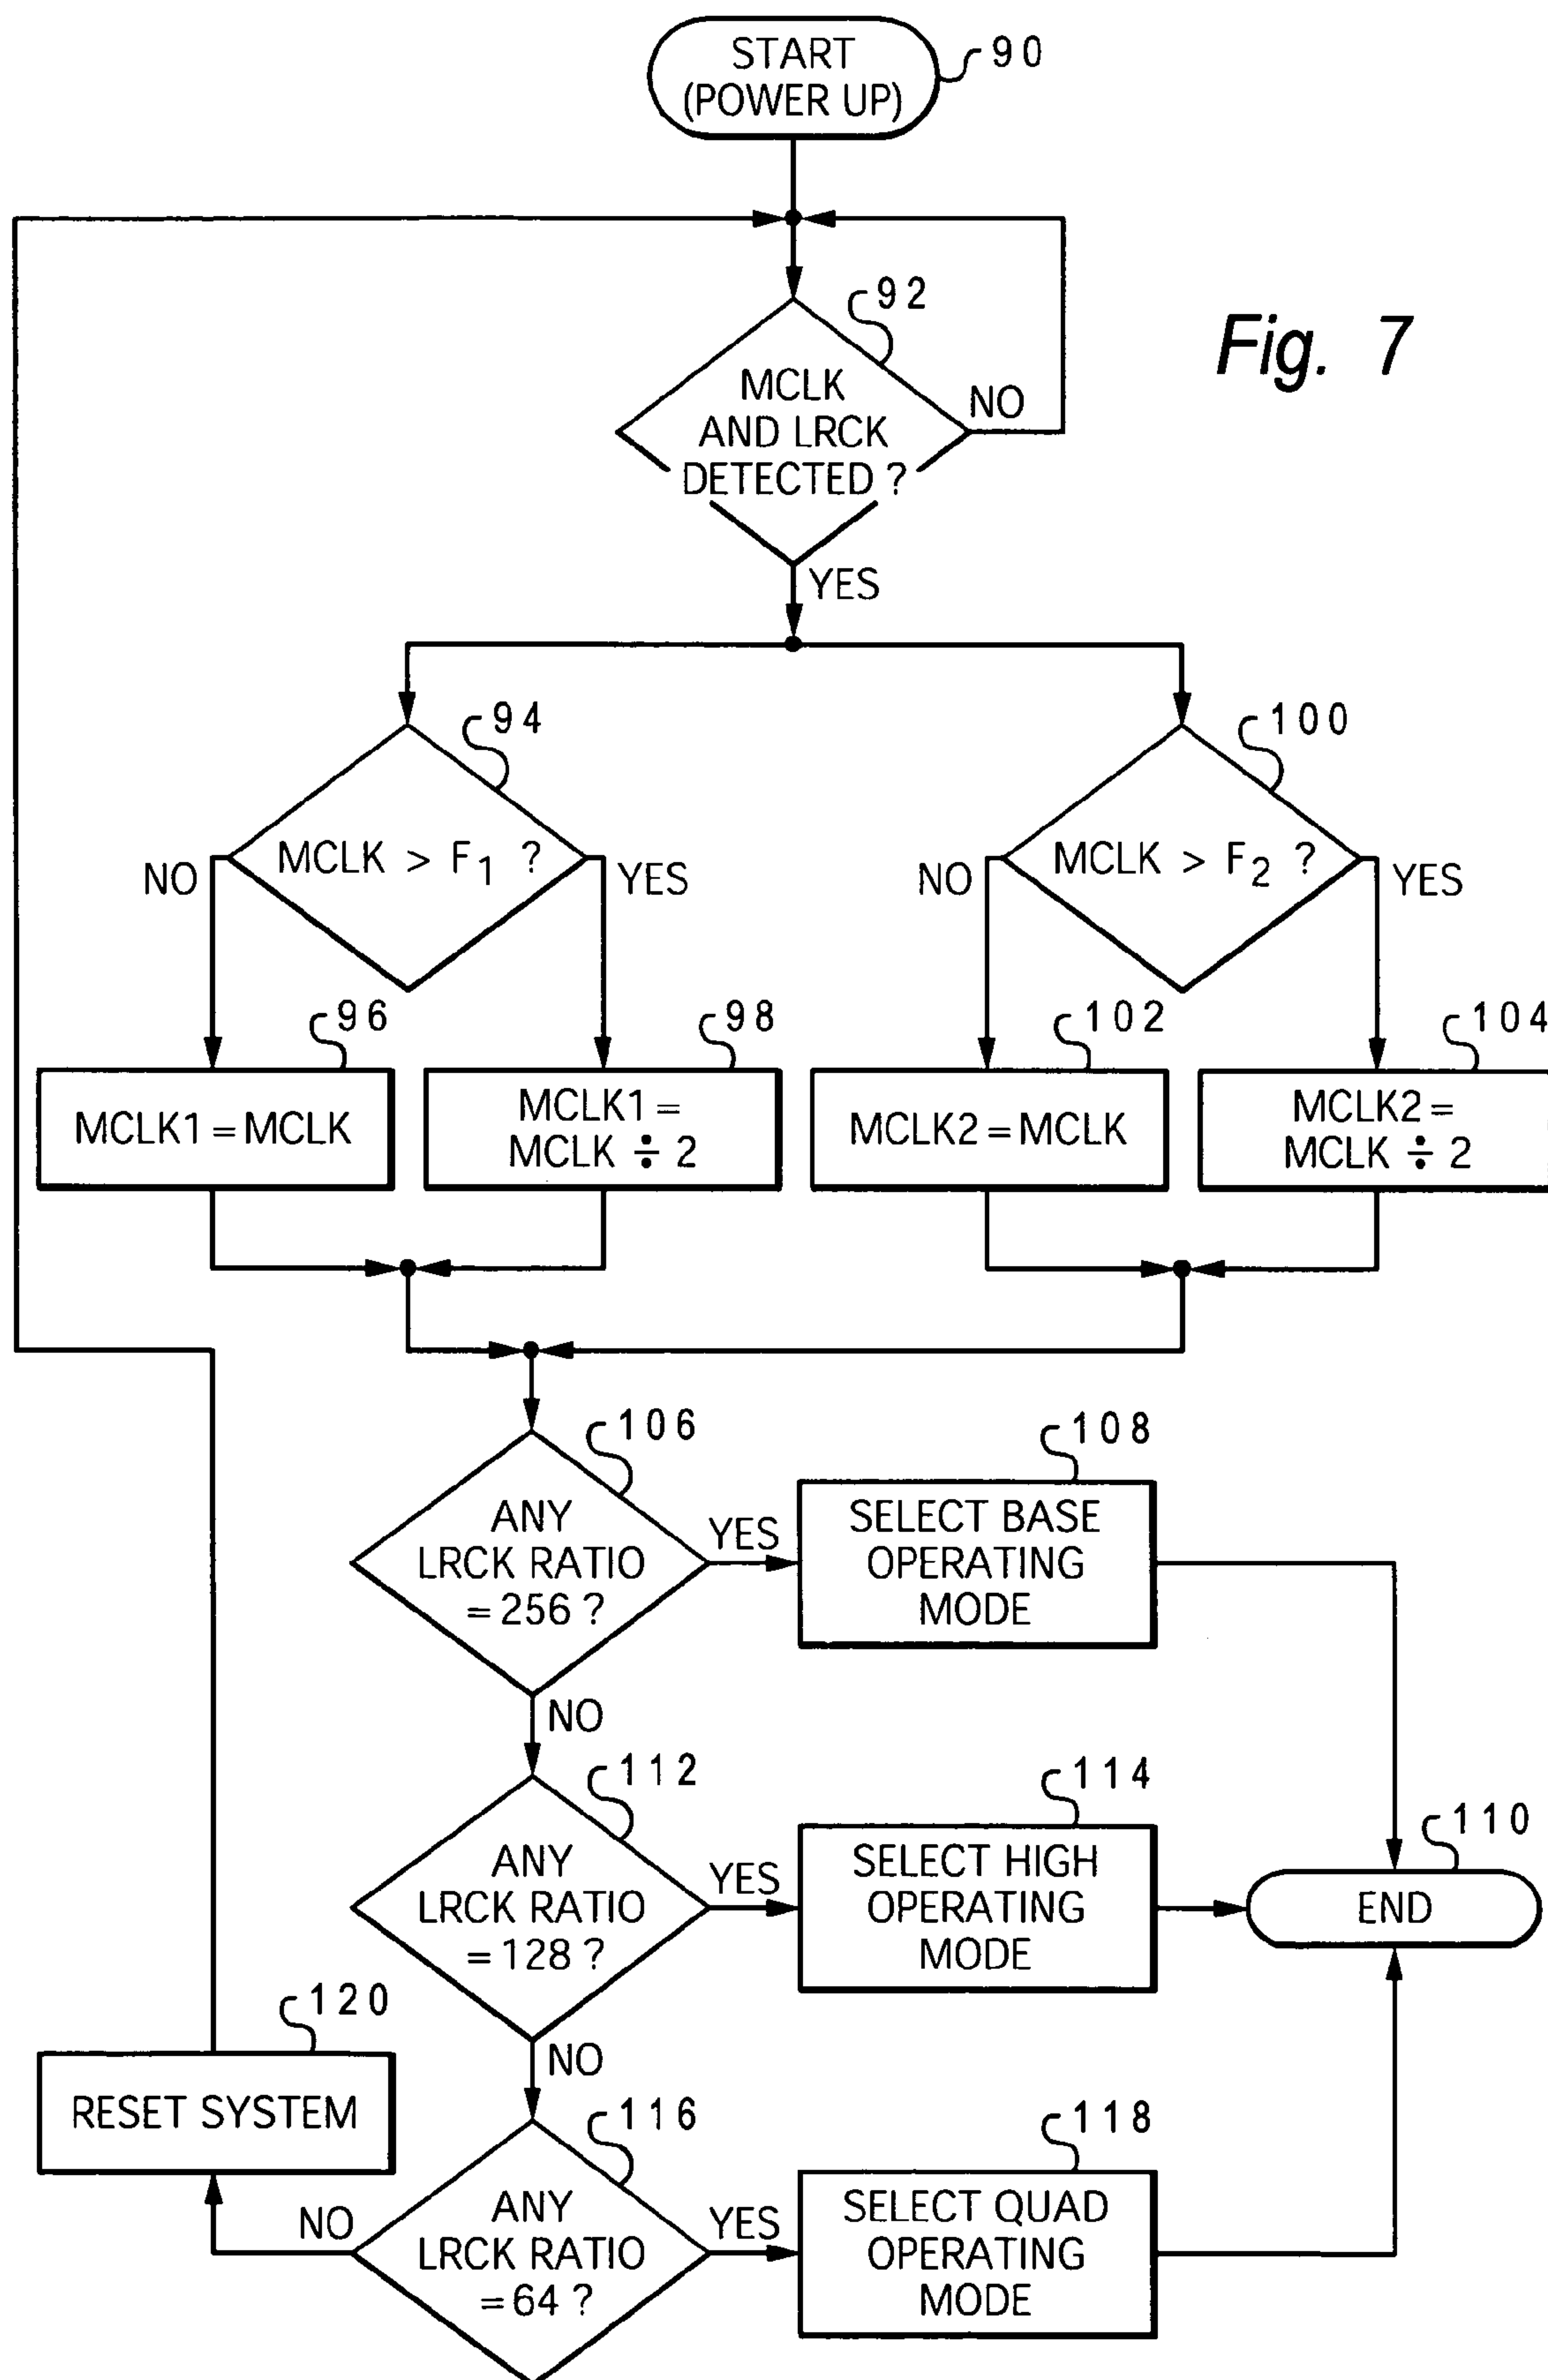 START
(POWER UP)
90
92
Fig. 7
MCLK
AND LRCK
DETECTED ?
NO
YES
94
100
MCLK > F1 ?
NO
YES
MCLK > F2 ?
NO
YES
96
98
102
104
MCLK1 = MCLK
MCLK1 =
MCLK ÷ 2
MCLK2 = MCLK
MCLK2 =
MCLK ÷ 2
106
108
ANY
LRCK RATIO
= 256 ?
YES
SELECT BASE
OPERATING
MODE
NO
112
114
110
ANY
LRCK RATIO
= 128 ?
YES
SELECT HIGH
OPERATING
MODE
END
NO
120
RESET SYSTEM
116
118
ANY
LRCK RATIO
= 64 ?
NO
YES
SELECT QUAD
OPERATING
MODE